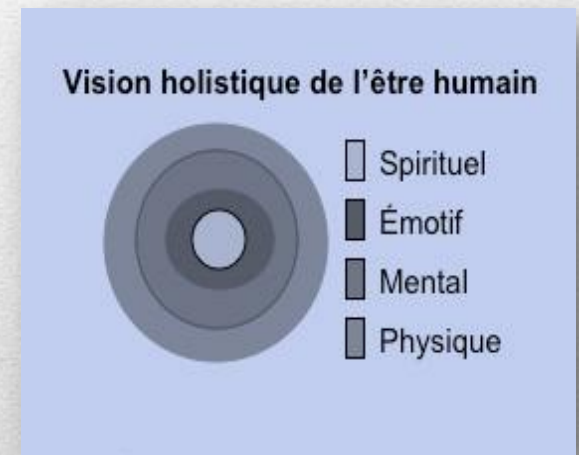 Vision holistique de l'être humain
Spirituel
Émotif
Mental
Physique